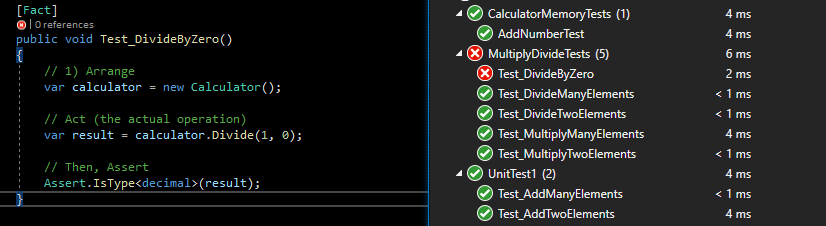 [Fact]
| 0 references
public void Test_DivideByZero()
{
// 1) Arrange
var calculator = new Calculator();
// Act (the actual operation)
var result = calculator.Divide(1, 0);
// Then, Assert
Assert.IsType<decimal>(result);
}
CalculatorMemoryTests (1) 4 ms
AddNumberTest 4 ms
MultiplyDivideTests (5) 6 ms
Test_DivideByZero 2 ms
Test_DivideManyElements < 1 ms
Test_DivideTwoElements < 1 ms
Test_MultiplyManyElements 4 ms
Test_MultiplyTwoElements < 1 ms
UnitTest1 (2) 4 ms
Test_AddManyElements < 1 ms
Test_AddTwoElements 4 ms